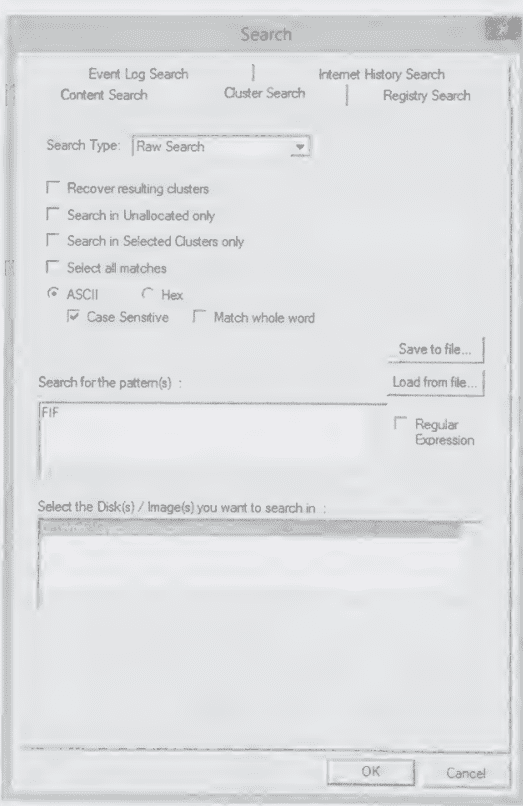 Search
Event Log Search
Internet History Search
Content Search
Cluster Search
Registry Search
Search Type:
Raw Search
Recover resulting clusters
Search in Unallocated only
Search in Selected Clusters only
Select all matches
ASCII
Hex
Case Sensitive
Match whole word
Save to file...
Search for the pattern(s) :
Load from file...
FIF
Regular
Expression
Select the Disk(s) / Image(s) you want to search in :
OK
Cancel